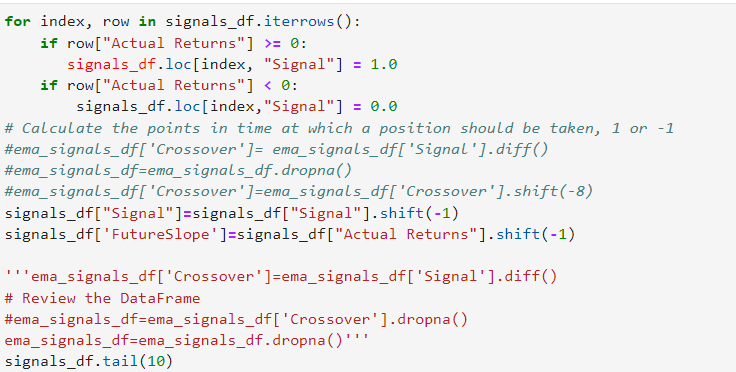 for index, row in signals_df.iterrows():
    if row["Actual Returns"] >= 0:
       signals_df.loc[index, "Signal"] = 1.0
    if row["Actual Returns"] < 0:
        signals_df.loc[index,"Signal"] = 0.0
# Calculate the points in time at which a position should be taken, 1 or -1
#ema_signals_df['Crossover']= ema_signals_df['Signal'].diff()
#ema_signals_df=ema_signals_df.dropna()
#ema_signals_df['Crossover']=ema_signals_df['Crossover'].shift(-8)
signals_df["Signal"]=signals_df["Signal"].shift(-1)
signals_df['FutureSlope']=signals_df["Actual Returns"].shift(-1)

'''ema_signals_df['Crossover']=ema_signals_df['Signal'].diff()
# Review the DataFrame
#ema_signals_df=ema_signals_df['Crossover'].dropna()
ema_signals_df=ema_signals_df.dropna()'''
signals_df.tail(10)